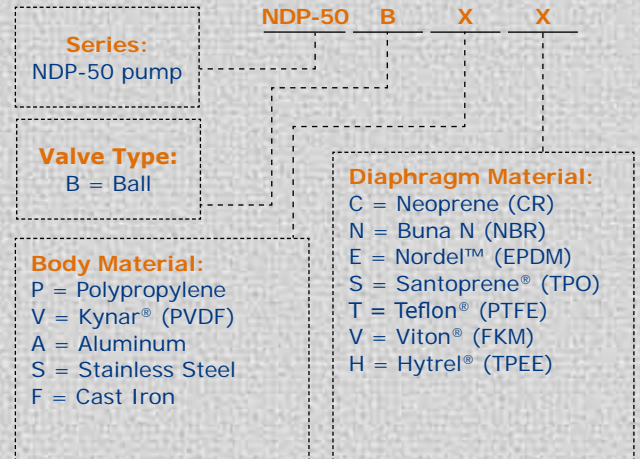 NDP-50 B X X
Series:
NDP-50 pump
Valve Type:
B = Ball
Body Material:
P = Polypropylene
V = Kynar® (PVDF)
A = Aluminum
S = Stainless Steel
F = Cast Iron
Diaphragm Material:
C = Neoprene (CR)
N = Buna N (NBR)
E = Nordel™ (EPDM)
S = Santoprene® (TPO)
T = Teflon® (PTFE)
V = Viton® (FKM)
H = Hytrel® (TPEE)